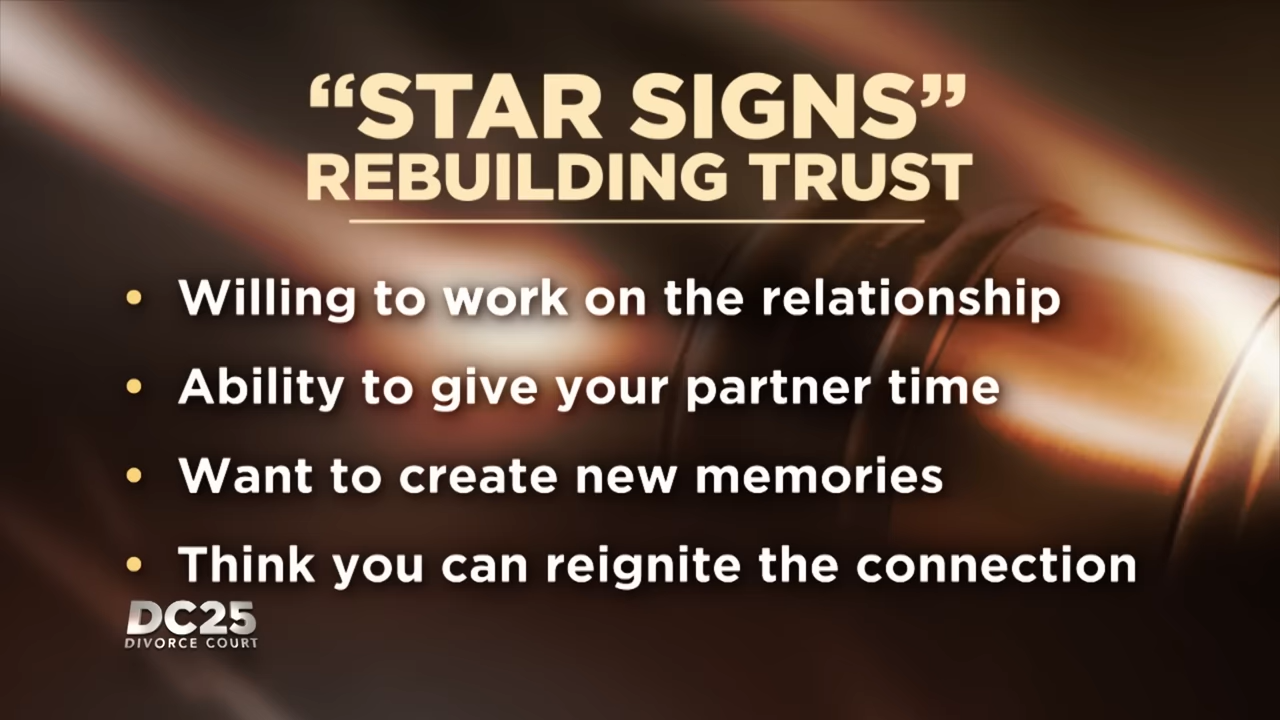 “STAR SIGNS”
REBUILDING TRUST
• Willing to work on the relationship
• Ability to give your partner time
• Want to create new memories
• Think you can reignite the connection
DC25
DIVORCE COURT